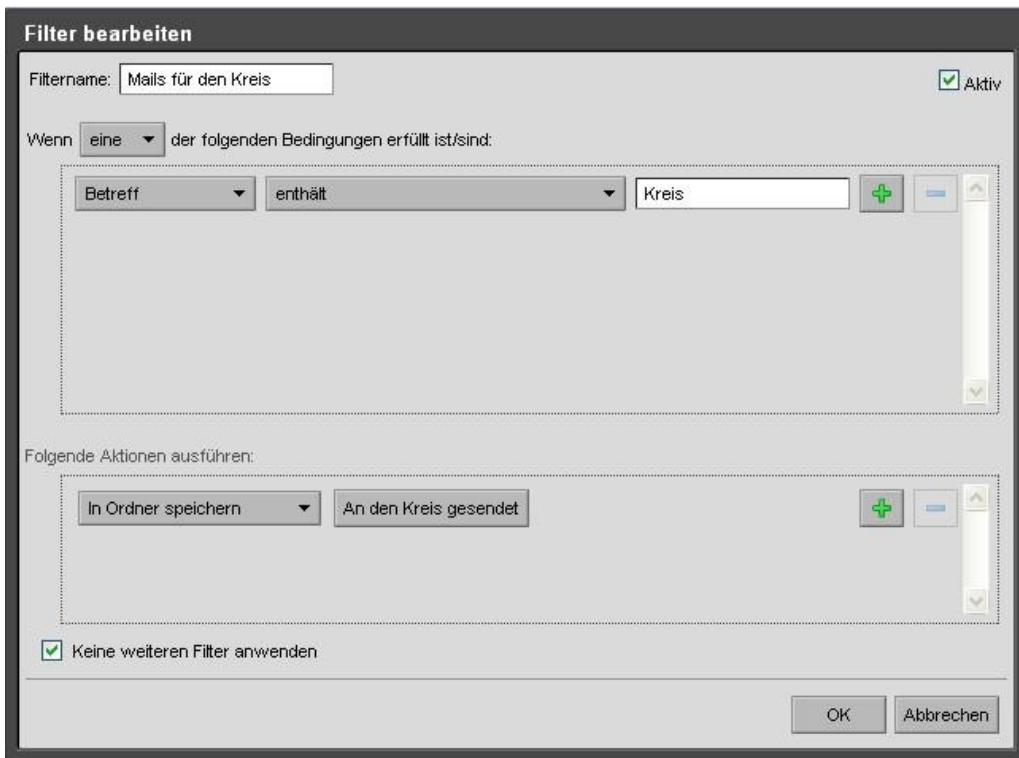 Filter bearbeiten
Filtername: Mails für den Kreis Aktiv
Wenn eine der folgenden Bedingungen erfüllt ist/sind:
Betreff enthält Kreis
Folgende Aktionen ausführen:
In Ordner speichern An den Kreis gesendet
Keine weiteren Filter anwenden
OK Abbrechen